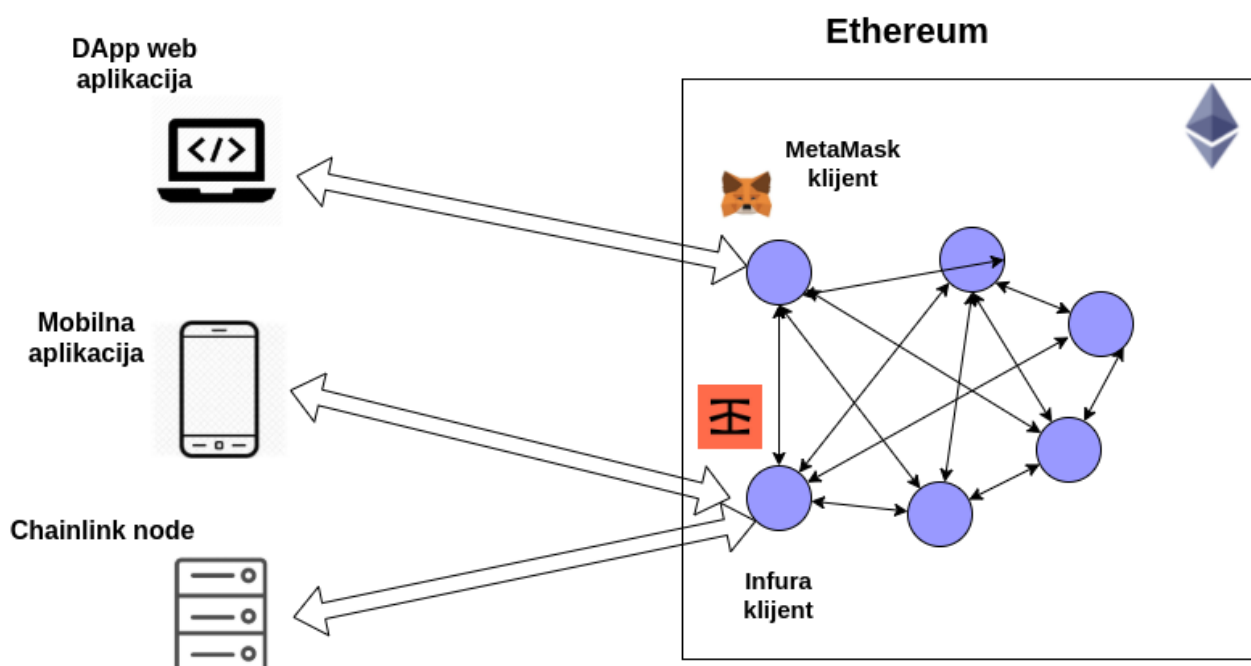 Ethereum
DApp web
aplikacija
</>
MetaMask
klijent
Mobilna
aplikacija
Chainlink node
Infura
klijent